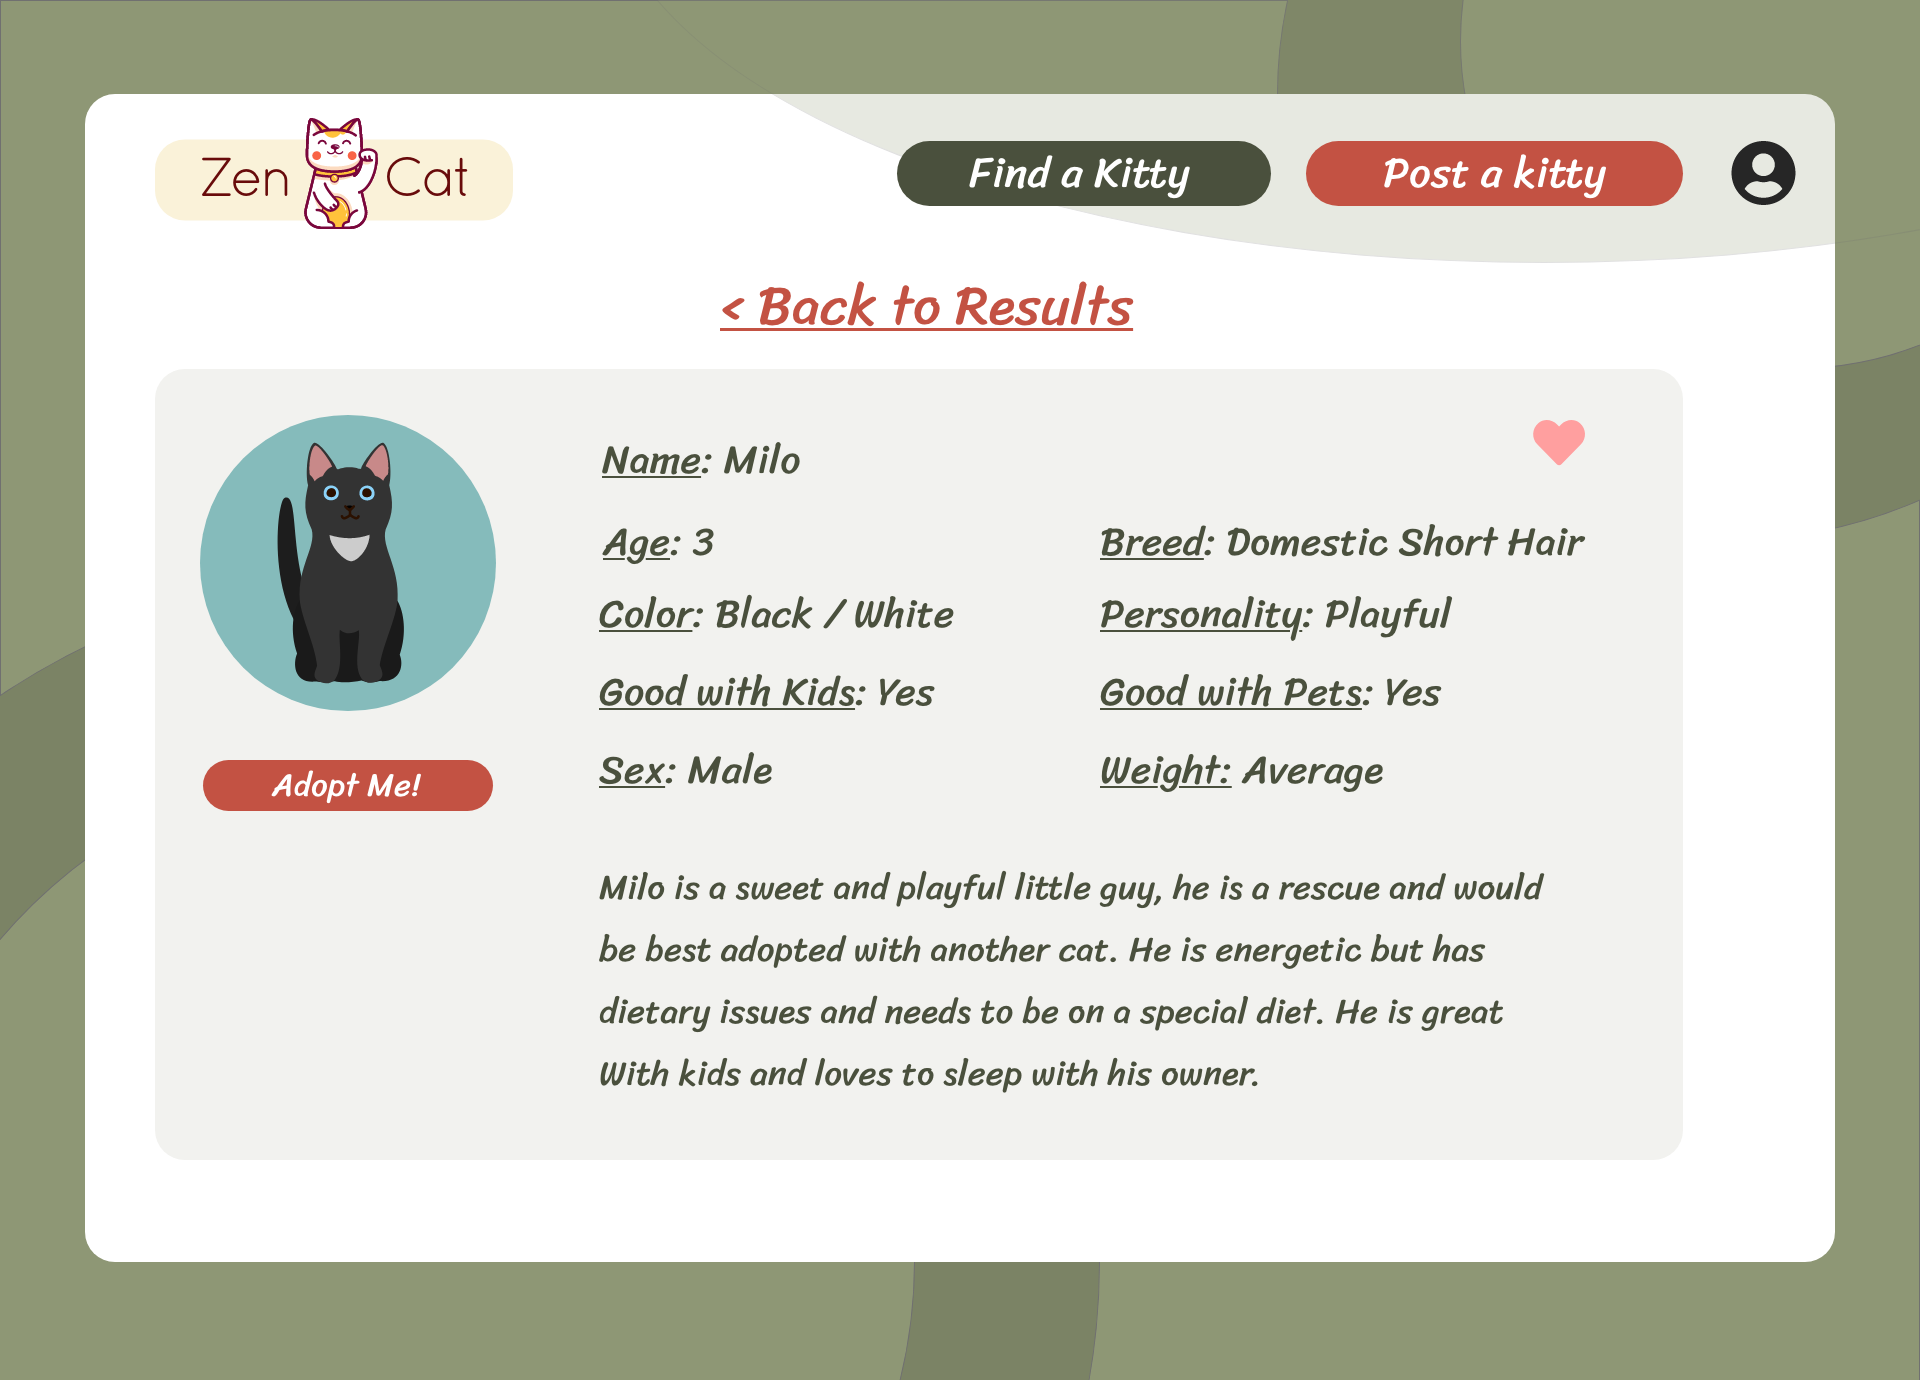 Zen Cat
Find a Kitty
Post a kitty
< Back to Results
Name: Milo
Age: 3
Breed: Domestic Short Hair
Color: Black / White
Personality: Playful
Good with Kids: Yes
Good with Pets: Yes
Sex: Male
Weight: Average
Adopt Me!
Milo is a sweet and playful little guy, he is a rescue and would
be best adopted with another cat. He is energetic but has
dietary issues and needs to be on a special diet. He is great
With kids and loves to sleep with his owner.